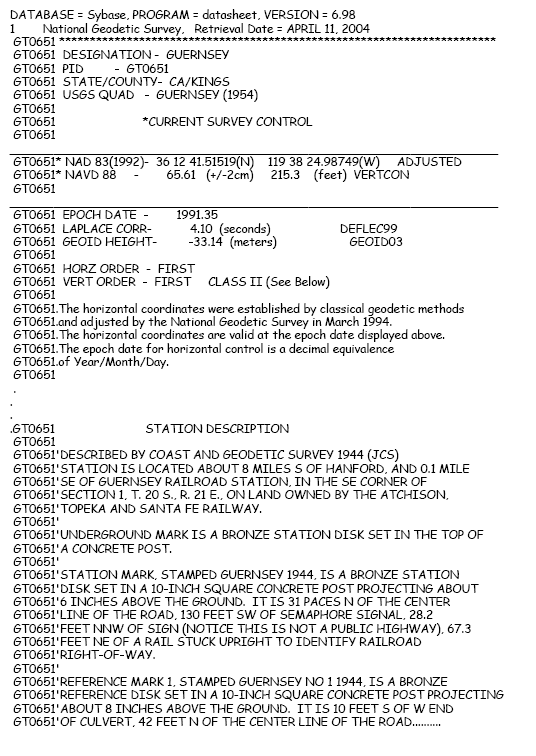 DATABASE = Sybase, PROGRAM = datasheet, VERSION = 6.98
1 National Geodetic Survey, Retrieval Date = APRIL 11, 2004
GT0651 ***********************************************************************
GT0651 DESIGNATION - GUERNSEY
GT0651 PID - GT0651
GT0651 STATE/COUNTY- CA/KINGS
GT0651 USGS QUAD - GUERNSEY (1954)
GT0651
GT0651 *CURRENT SURVEY CONTROL
GT0651
GT0651* NAD 83(1992)- 36 12 41.51519(N) 119 38 24.98749(W) ADJUSTED
GT0651* NAVD 88 - 65.61 (+/-2cm) 215.3 (feet) VERTCON
GT0651
GT0651 EPOCH DATE - 1991.35
GT0651 LAPLACE CORR- 4.10 (seconds) DEFLEC99
GT0651 GEOID HEIGHT- -33.14 (meters) GEOID03
GT0651
GT0651 HORZ ORDER - FIRST
GT0651 VERT ORDER - FIRST CLASS II (See Below)
GT0651
GT0651.The horizontal coordinates were established by classical geodetic methods
GT0651.and adjusted by the National Geodetic Survey in March 1994.
GT0651.The horizontal coordinates are valid at the epoch date displayed above.
GT0651.The epoch date for horizontal control is a decimal equivalence
GT0651.of Year/Month/Day.
GT0651
.
.
.
.GT0651 STATION DESCRIPTION
GT0651
GT0651'DESCRIBED BY COAST AND GEODETIC SURVEY 1944 (JCS)
GT0651'STATION IS LOCATED ABOUT 8 MILES S OF HANFORD, AND 0.1 MILE
GT0651'SE OF GUERNSEY RAILROAD STATION, IN THE SE CORNER OF
GT0651'SECTION 1, T. 20 S., R. 21 E., ON LAND OWNED BY THE ATCHISON,
GT0651'TOPEKA AND SANTA FE RAILWAY.
GT0651'
GT0651'UNDERGROUND MARK IS A BRONZE STATION DISK SET IN THE TOP OF
GT0651'A CONCRETE POST.
GT0651'
GT0651'STATION MARK, STAMPED GUERNSEY 1944, IS A BRONZE STATION
GT0651'DISK SET IN A 10-INCH SQUARE CONCRETE POST PROJECTING ABOUT
GT0651'6 INCHES ABOVE THE GROUND. IT IS 31 PACES N OF THE CENTER
GT0651'LINE OF THE ROAD, 130 FEET SW OF SEMAPHORE SIGNAL, 28.2
GT0651'FEET NNW OF SIGN (NOTICE THIS IS NOT A PUBLIC HIGHWAY), 67.3
GT0651'FEET NE OF A RAIL STUCK UPRIGHT TO IDENTIFY RAILROAD
GT0651'RIGHT-OF-WAY.
GT0651'
GT0651'REFERENCE MARK 1, STAMPED GUERNSEY NO 1 1944, IS A BRONZE
GT0651'REFERENCE DISK SET IN A 10-INCH SQUARE CONCRETE POST PROJECTING
GT0651'ABOUT 8 INCHES ABOVE THE GROUND. IT IS 10 FEET S OF W END
GT0651'OF CULVERT, 42 FEET N OF THE CENTER LINE OF THE ROAD..........